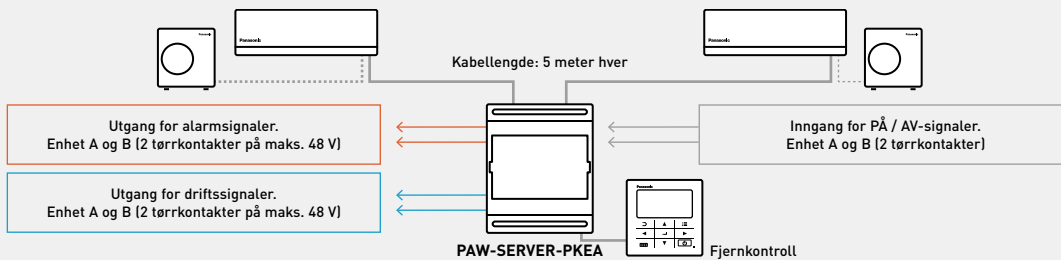 Panasonic
Panasonic
Kabellengde: 5 meter hver
Utgang for alarmsignaler.
Enhet A og B (2 tørrkontakter på maks. 48 V)
Inngang for PÅ / AV-signaler.
Enhet A og B (2 tørrkontakter)
Utgang for driftssignaler.
Enhet A og B (2 tørrkontakter på maks. 48 V)
Panasonic
PAW-SERVER-PKEA
Fjernkontroll